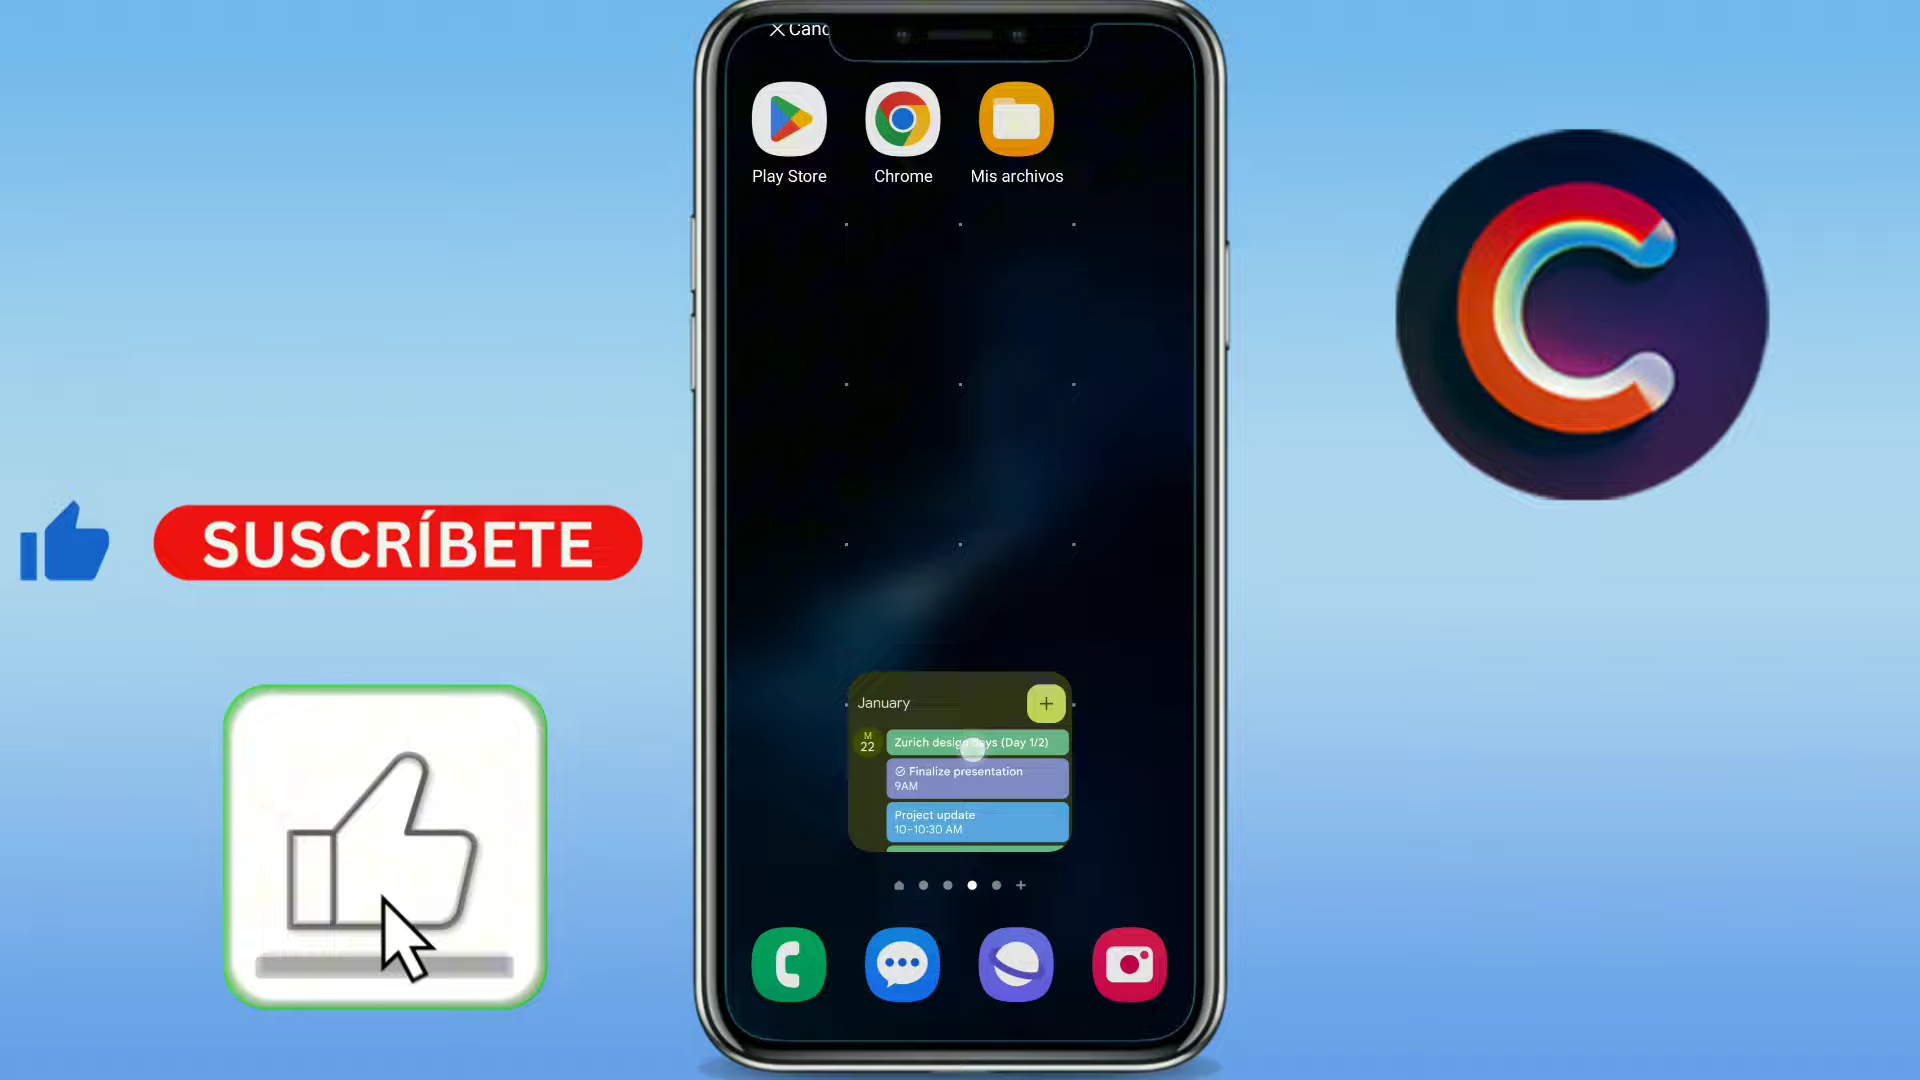 Canc
Play Store
Chrome
Mis archivos
SUSCRÍBETE
January
M
22
Zurich design days (Day 1/2)
Finalize presentation
9AM
Project update
10-10:30 AM